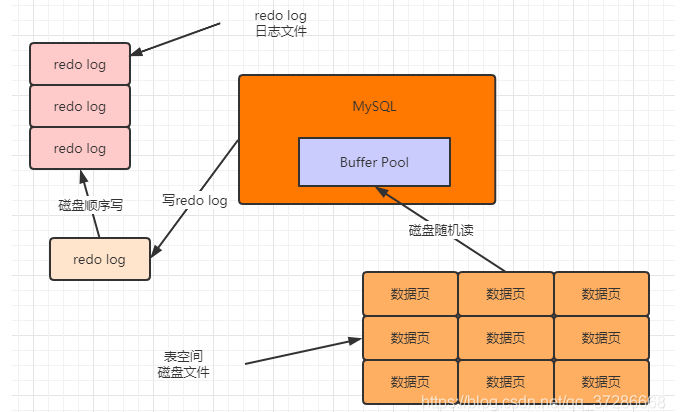 redo log
日志文件
redo log
redo log
redo log
MySQL
Buffer Pool
写redo log
磁盘顺序写
redo log
磁盘随机读
数据页 数据页 数据页
数据页 数据页 数据页
数据页 数据页 数据页
表空间
磁盘文件
https://blog.csdn.net/qq_37286668